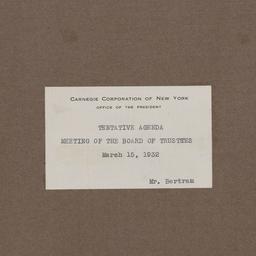 CARNEGIE CORPORATION OF NEW YORK
OFFICE OF THE PRESIDENT
TENTATIVE AGENDA
MEETING OF THE BOARD OF TRUSTEES
March 15, 1932
Mr. Bertram